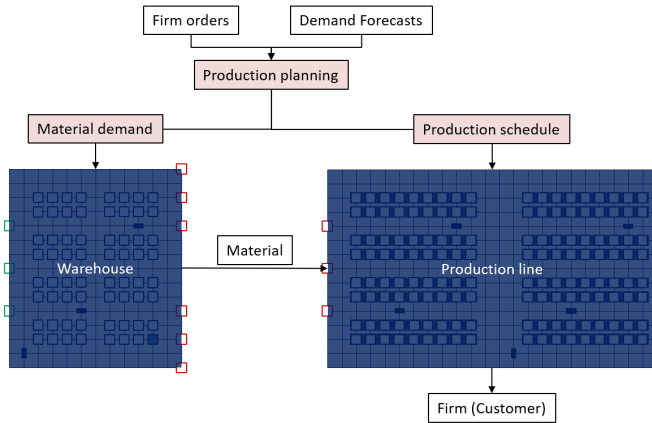 Firm orders
Demand Forecasts
Production planning
Material demand
Production schedule
Material
Warehouse
Production line
Firm (Customer)